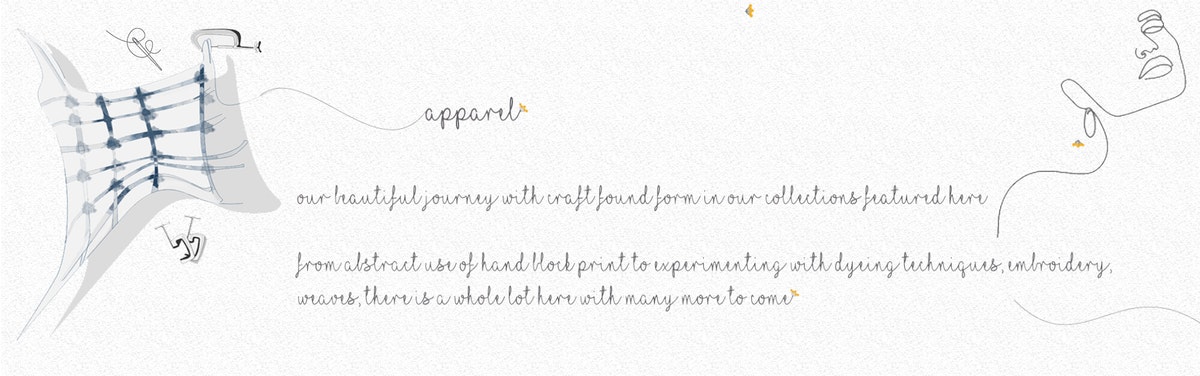 apparel
our beautiful journey with craft found form in our collections featured here
from abstract use of hand block print to experimenting with dyeing techniques, embroidery,
weaves, there is a whole lot here with many more to come